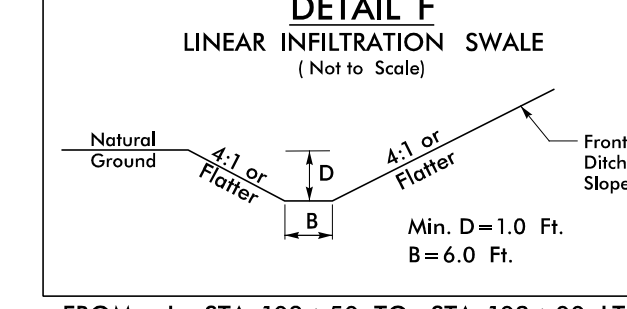 DETAIL F
LINEAR INFILTRATION SWALE
( Not to Scale)
Natural
Ground
4:1 or
Flatter
D
B
4:1 or
Flatter
Front
Ditch
Slope
Min. D=1.0 Ft.
B=6.0 Ft.